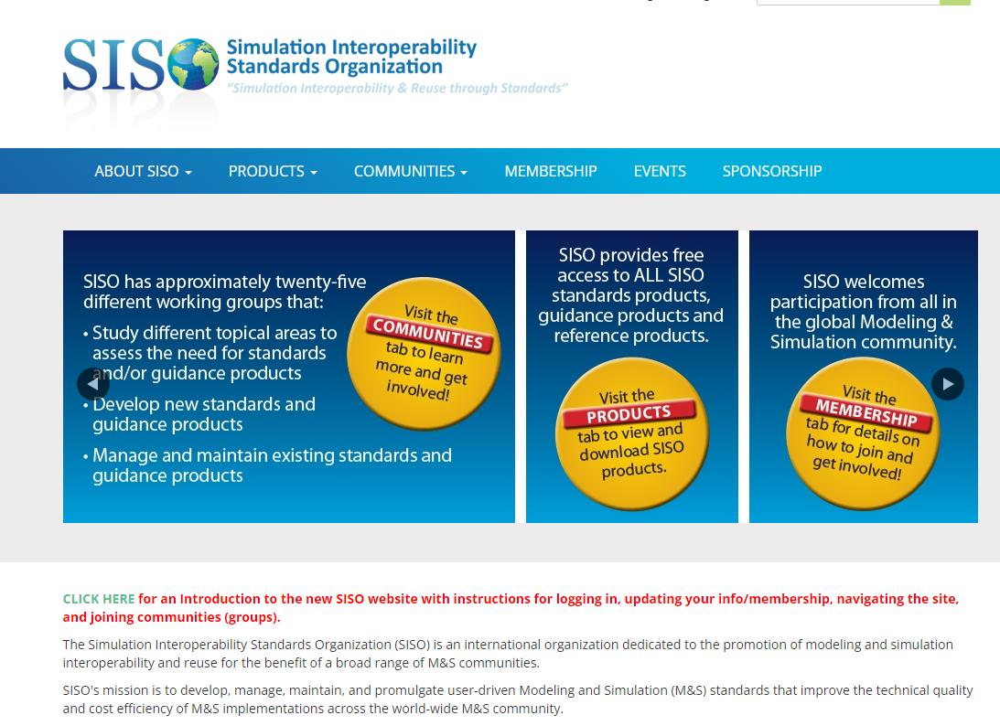 SISO
Simulation Interoperability
Standards Organization
“Simulation Interoperability & Reuse through Standards”
ABOUT SISO
PRODUCTS
COMMUNITIES
MEMBERSHIP
EVENTS
SPONSORSHIP
SISO has approximately twenty-five
different working groups that:
• Study different topical areas to
assess the need for standards
and/or guidance products
• Develop new standards and
guidance products
• Manage and maintain existing standards and
guidance products
Visit the
COMMUNITIES
tab to learn
more and get
involved!
SISO provides free
access to ALL SISO
standards products,
guidance products and
reference products.
Visit the
PRODUCTS
tab to view and
download SISO
products.
SISO welcomes
participation from all in
the global Modeling &
Simulation community.
Visit the
MEMBERSHIP
tab for details on
how to join and
get involved!
CLICK HERE for an Introduction to the new SISO website with instructions for logging in, updating your info/membership, navigating the site,
and joining communities (groups).
The Simulation Interoperability Standards Organization (SISO) is an international organization dedicated to the promotion of modeling and simulation
interoperability and reuse for the benefit of a broad range of M&S communities.
SISO's mission is to develop, manage, maintain, and promulgate user-driven Modeling and Simulation (M&S) standards that improve the technical quality
and cost efficiency of M&S implementations across the world-wide M&S community.